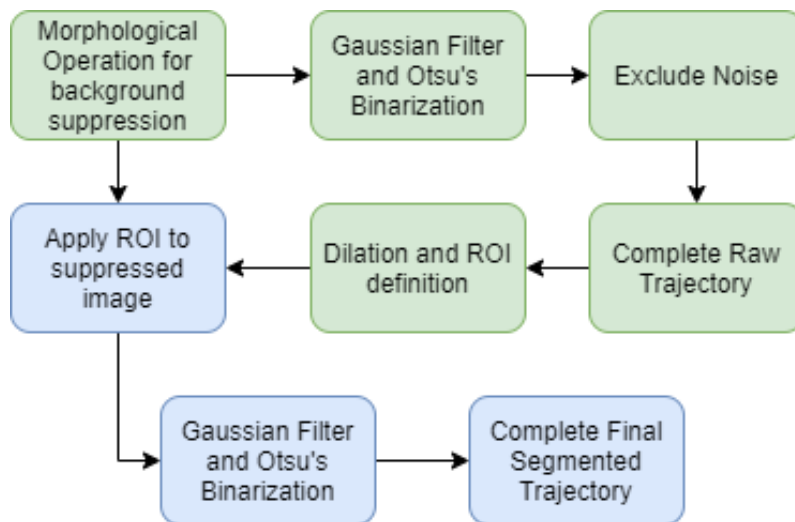 Morphological
Operation for
background
suppression
Gaussian Filter
and Otsu's
Binarization
Exclude Noise
Apply ROI to
suppressed
image
Dilation and ROI
definition
Complete Raw
Trajectory
Gaussian Filter
and Otsu's
Binarization
Complete Final
Segmented
Trajectory